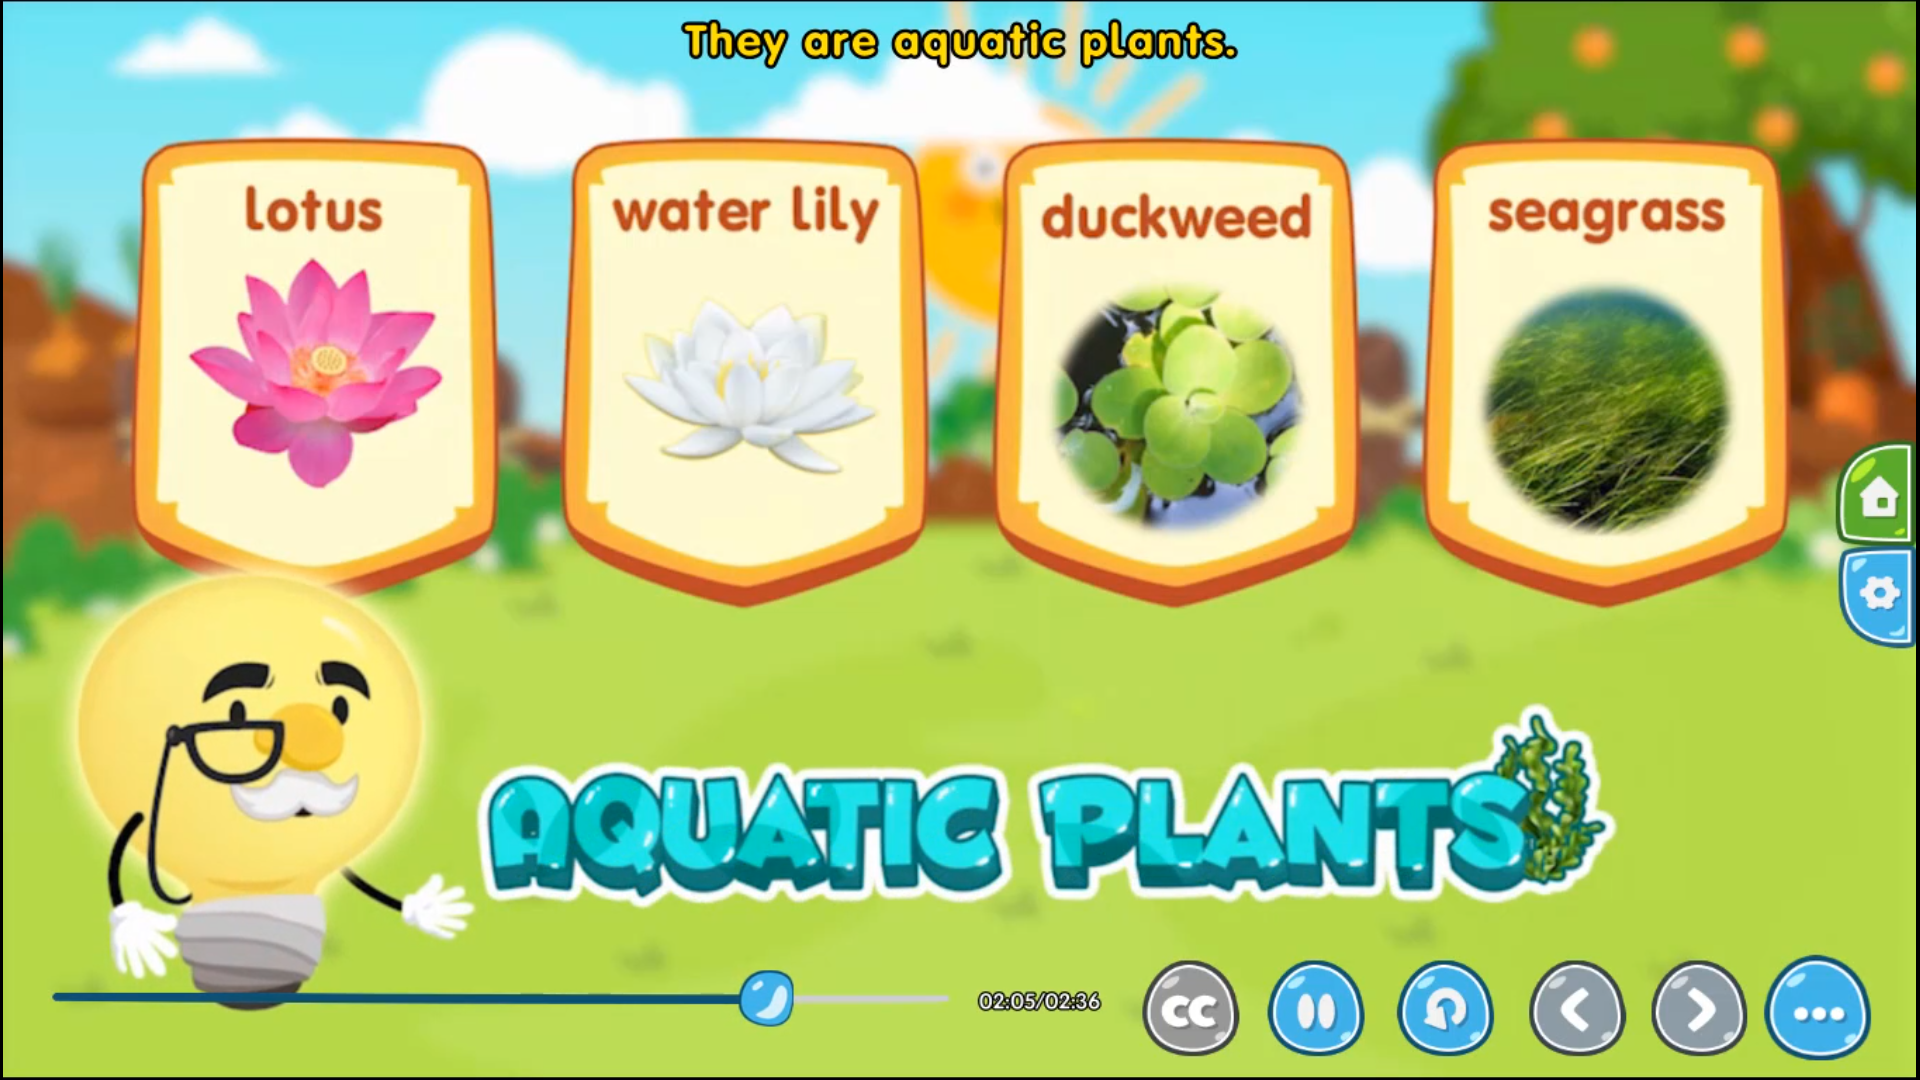 They are aquatic plants.
lotus
water lily
duckweed
seagrass
AQUATIC PLANTS
02:05/02:36
CC